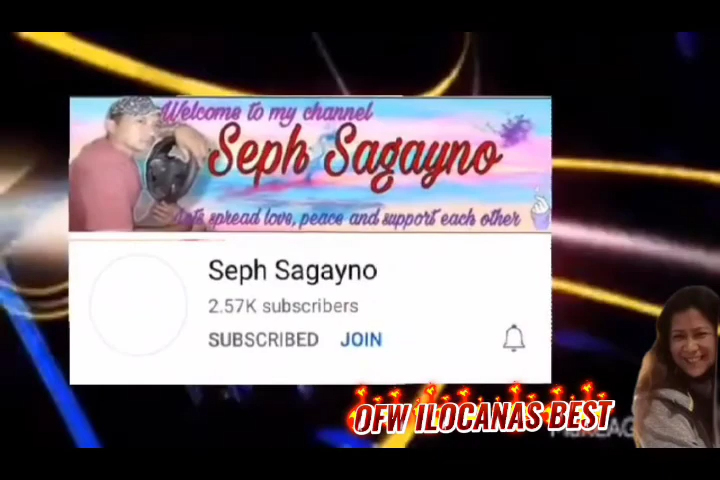 Welcome to my channel
Seph Sagayno
spread love, peace and support each other
Seph Sagayno
2.57K subscribers
SUBSCRIBED JOIN
OFW ILOCANAS BEST